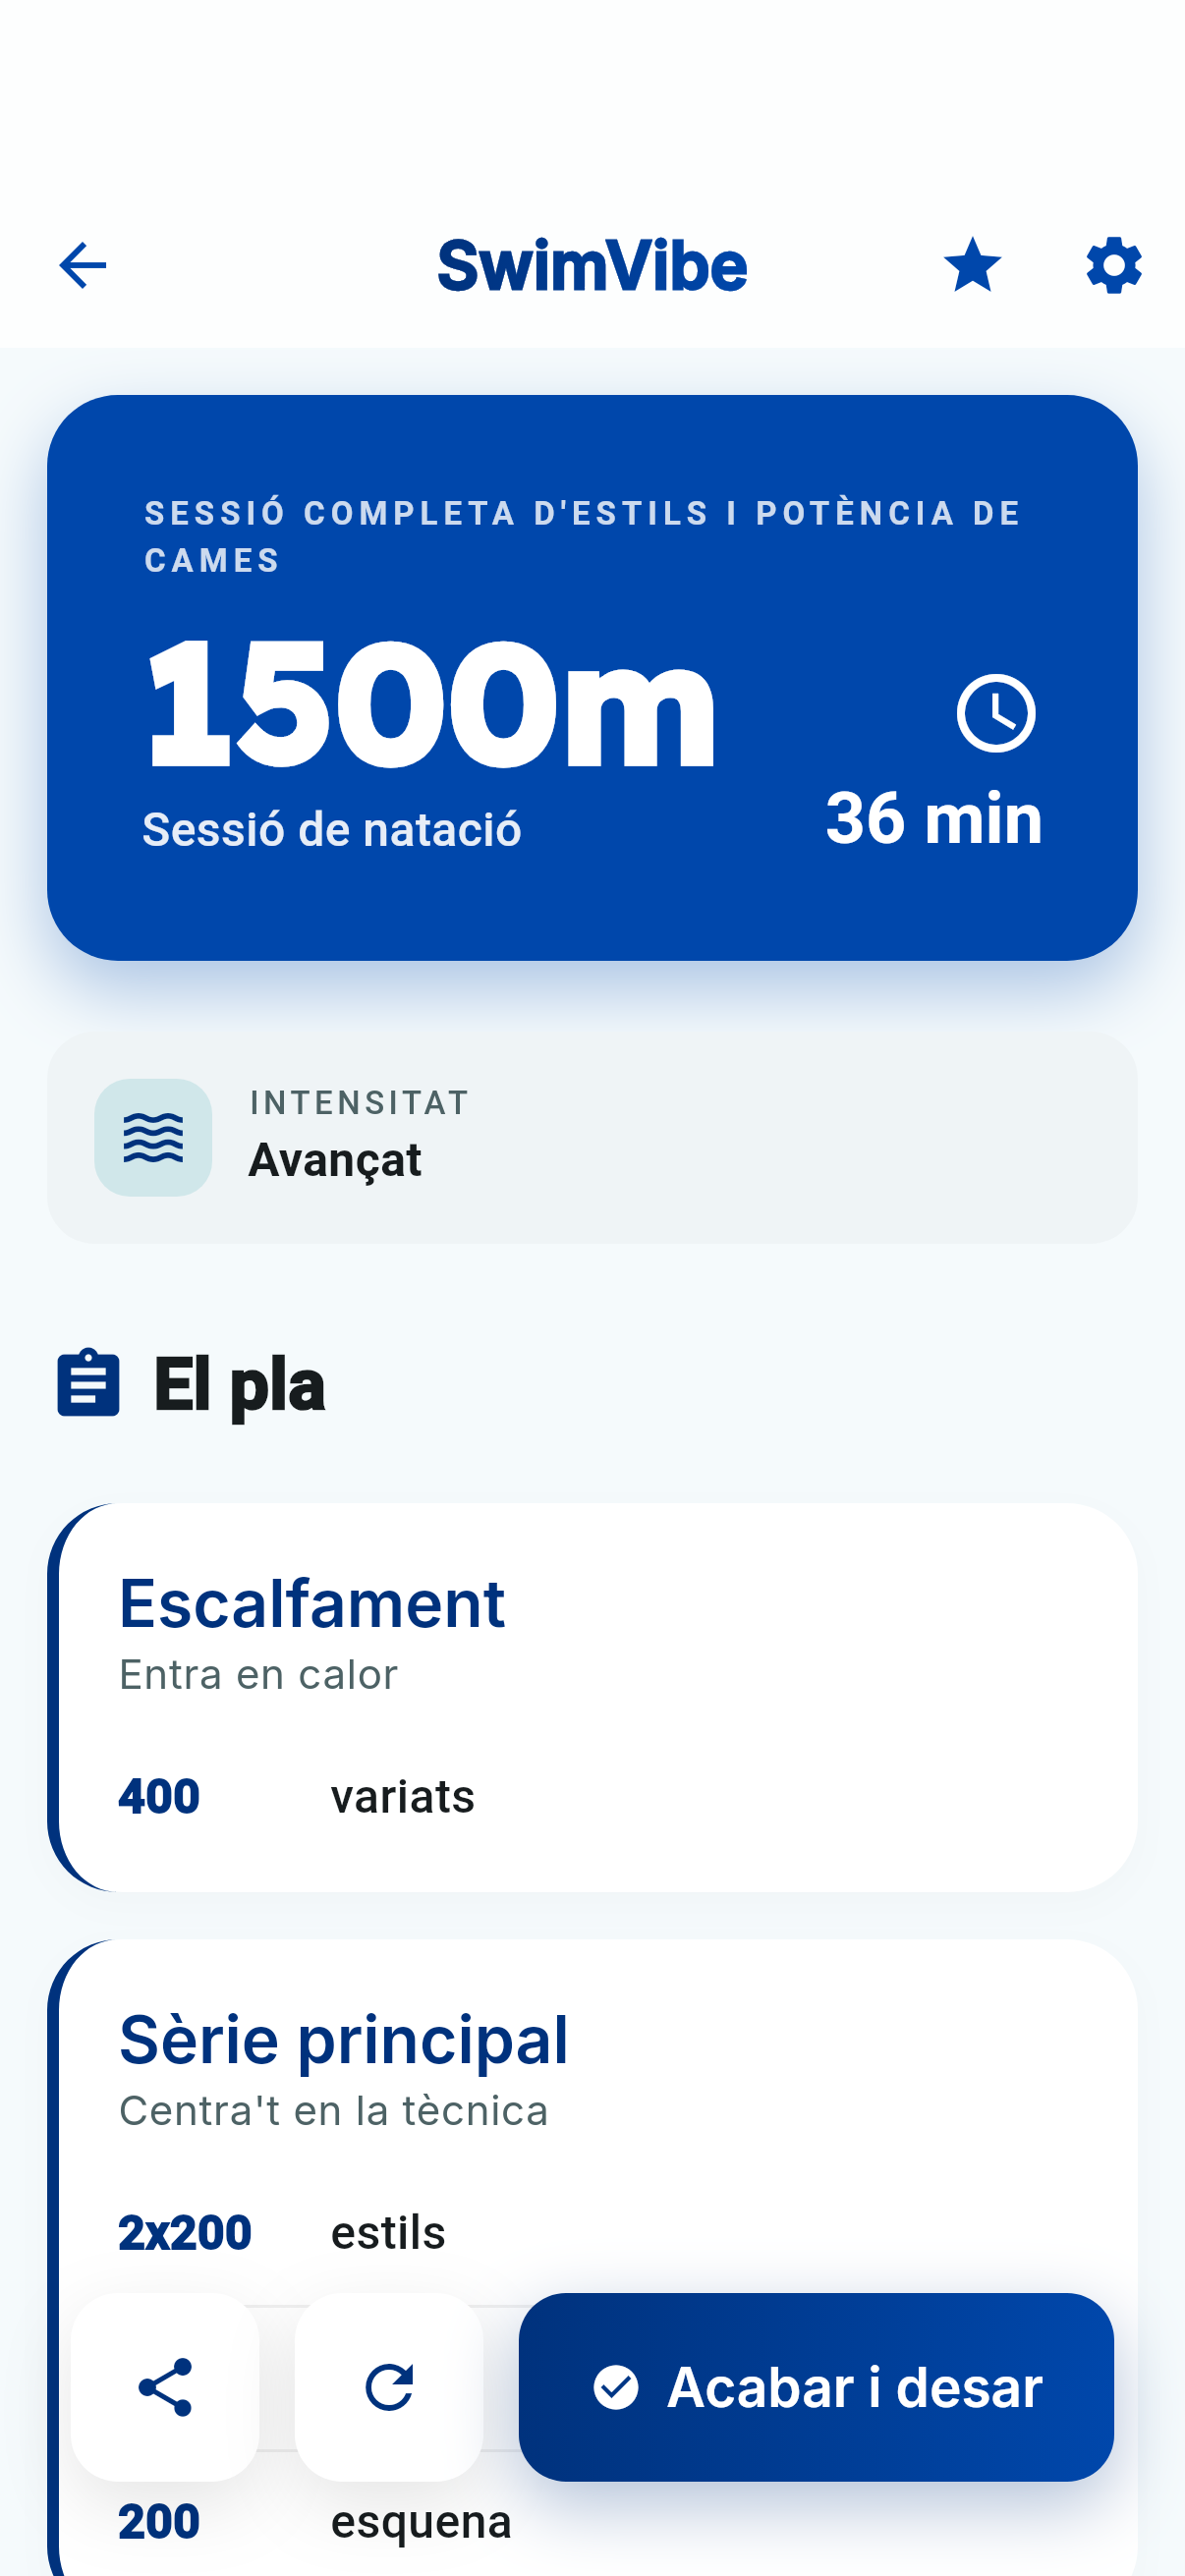 SwimVibe
SESSIÓ COMPLETA D'ESTILS I POTÈNCIA DE
CAMES
1500m
Sessió de natació
36 min
INTENSITAT
Avançat
El pla
Escalfament
Entra en calor
400 variats
Sèrie principal
Centra't en la tècnica
2x200 estils
Acabar i desar
200 esquena